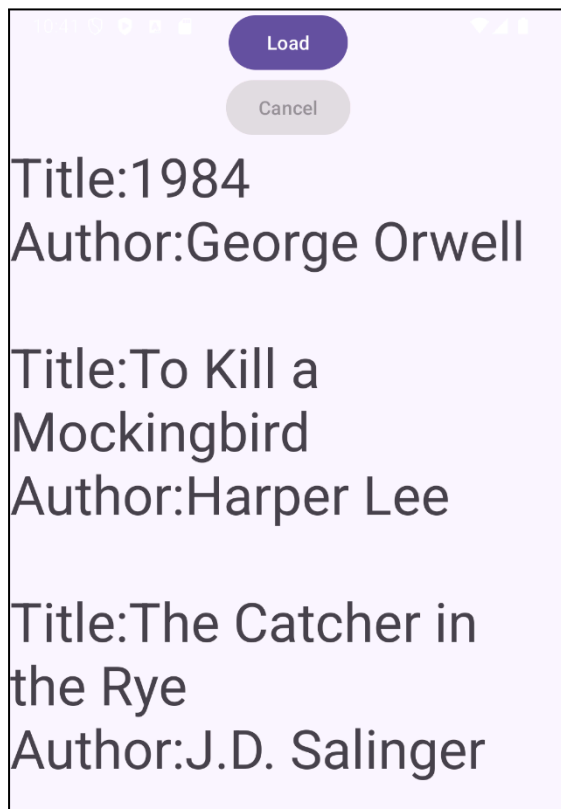 Load
Cancel
Title:1984
Author:George Orwell
Title:To Kill a
Mockingbird
Author:Harper Lee
Title:The Catcher in
the Rye
Author:J.D. Salinger